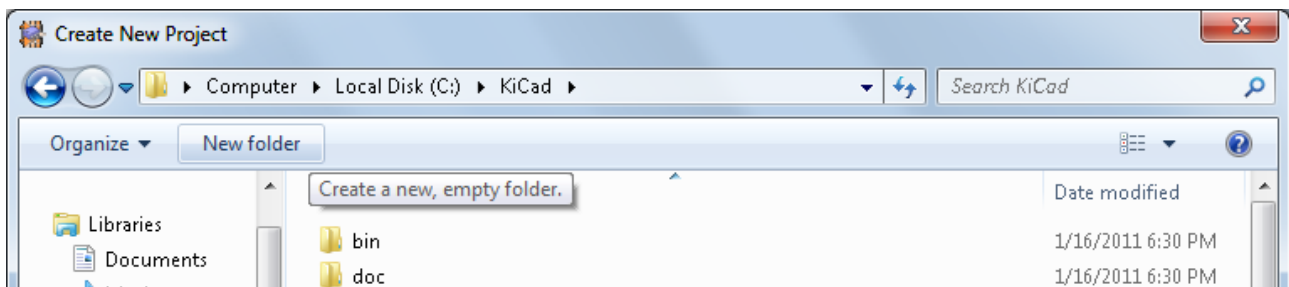 Create New Project
Computer Local Disk (C:) KiCad Search KiCad
Organize New folder
Create a new, empty folder. Date modified
Libraries
bin 1/16/2011 6:30 PM
Documents
doc 1/16/2011 6:30 PM